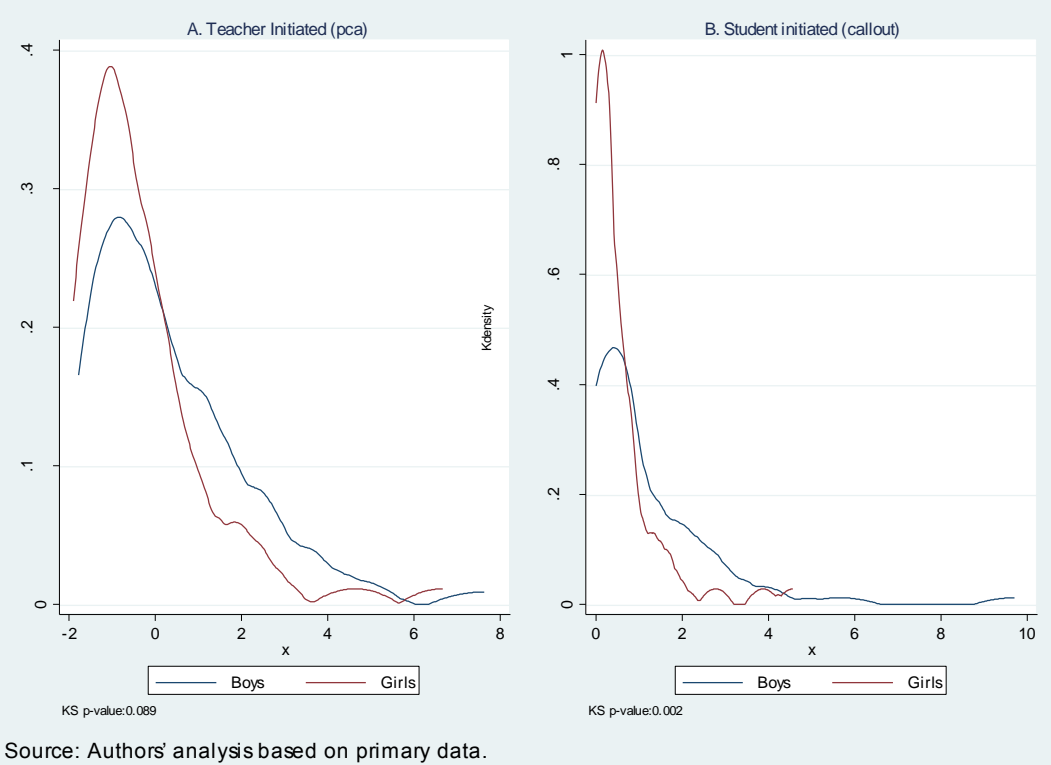 A. Teacher Initiated (pca)
.4
.3
.2
.1
0
-2 0 2 4 6 8
x
Boys Girls
KS p-value:0.089
B. Student initiated (callout)
Kdensity
1
.8
.6
.4
.2
0
0 2 4 6 8 10
x
Boys Girls
KS p-value:0.002
Source: Authors’ analysis based on primary data.